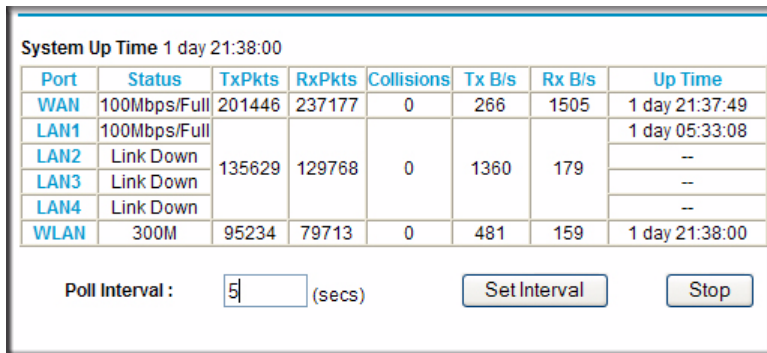 System Up Time 1 day 21:38:00
Port Status TxPkts RxPkts Collisions Tx B/s Rx B/s Up Time
WAN 100Mbps/Full 201446 237177 0 266 1505 1 day 21:37:49
LAN1 100Mbps/Full 135629 129768 0 1360 179 1 day 05:33:08
LAN2 Link Down --
LAN3 Link Down --
LAN4 Link Down --
WLAN 300M 95234 79713 0 481 159 1 day 21:38:00
Poll Interval : 5 (secs) Set Interval Stop